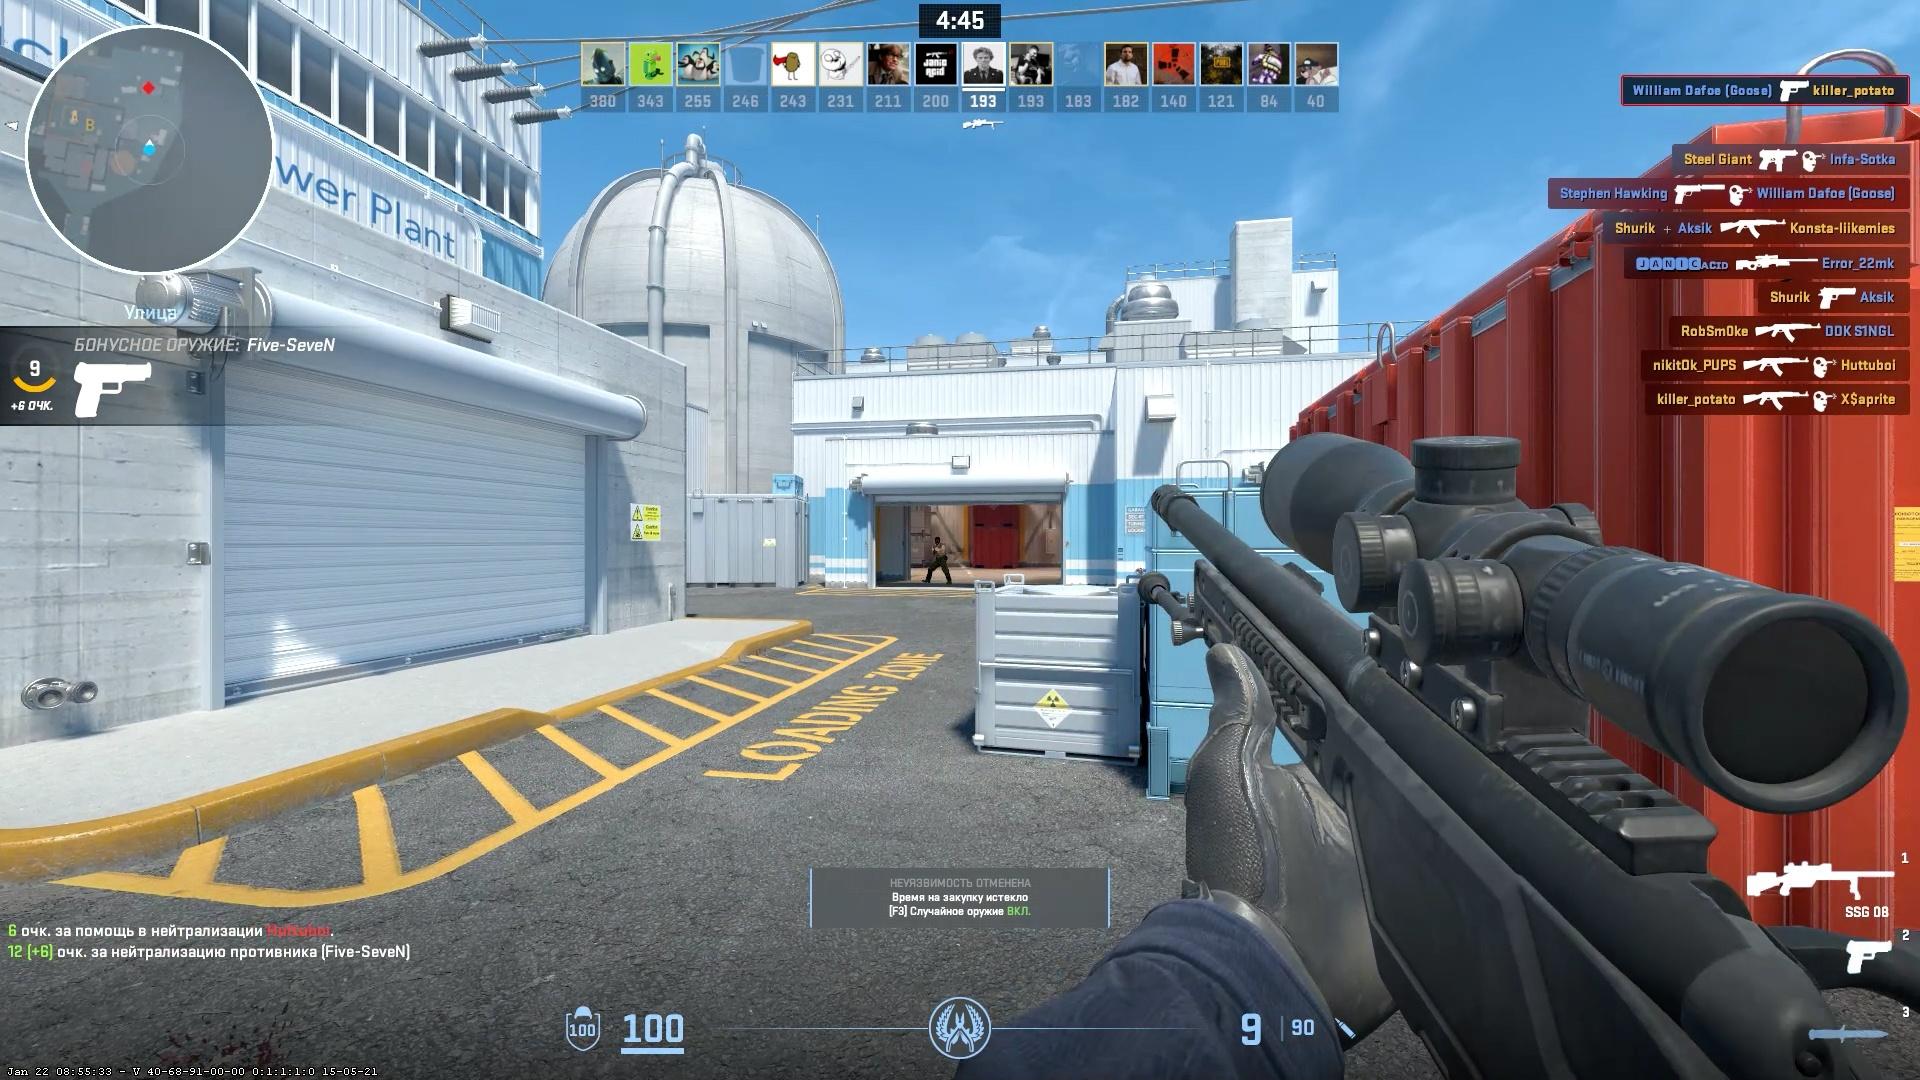 4:45
380 343 255 246 243 231 211 200 193 193 183 182 140 121 84 40
JANIC ACID
William Dafoe (Goose) killer_potato
Steel Giant Infa-Sotka
Stephen Hawking William Dafoe (Goose)
Shurik + Aksik Konsta-liikemies
JANICACID Error_22mk
Shurik Aksik
RobSm0ke DDK S1NGL
nikitOk_PUPS Huttuboi
killer_potato X$aprite
A B
wer Plant
Улица
БОНУСНОЕ ОРУЖИЕ: Five-SeveN
9
+6 ОЧК.
LOADING ZONE
НЕУЯЗВИМОСТЬ ОТМЕНЕНА
Время на закупку истекло
[F3] Случайное оружие ВКЛ.
1
SSG 08
2
3
6 очк. за помощь в нейтрализации Huttuboi.
12 (+6) очк. за нейтрализацию противника (Five-SeveN)
100 100
9 | 90
Jan 22 08:55:33 - V 40-68-91-00-00 0:1:1:1:0 15-05-21